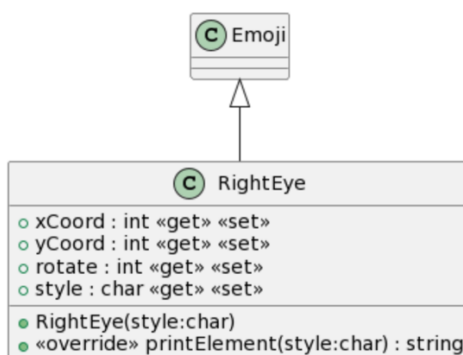 C Emoji
C RightEye
xCoord : int «get» «set»
yCoord : int «get» «set»
rotate : int «get» «set»
style : char «get» «set»
RightEye(style:char)
«override» printElement(style:char) : string